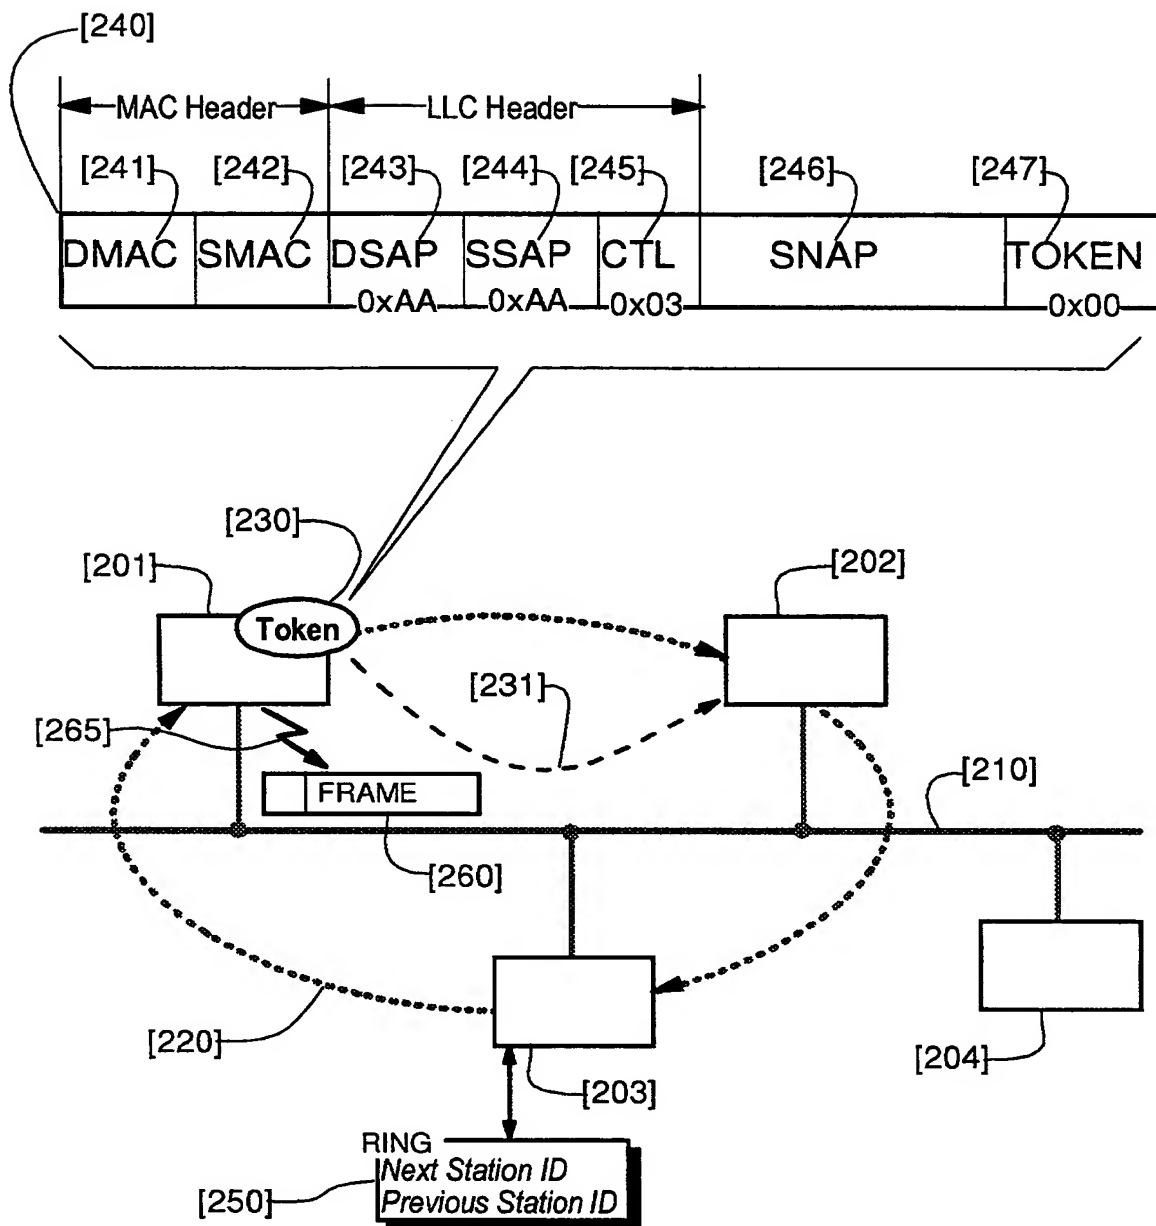 [240]
MAC Header LLC Header
[241] [242] [243] [244] [245] [246] [247]
DMAC SMAC DSAP SSAP CTL SNAP TOKEN
0xAA 0xAA 0x03 0x00
[230]
[201] [202]
Token
[231]
[265]
[210]
FRAME
[260]
[220]
[204]
[203]
RING
Next Station ID
[250] Previous Station ID